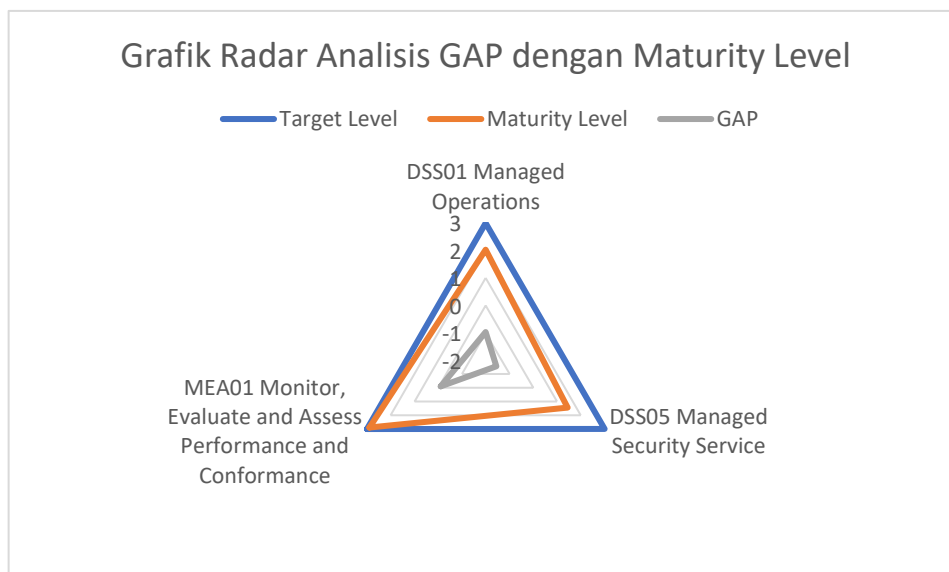 Grafik Radar Analisis GAP dengan Maturity Level
Target Level
Maturity Level
GAP
DSS01 Managed
Operations
3
2
1
0
-1
-2
MEA01 Monitor,
Evaluate and Assess
Performance and
Conformance
DSS05 Managed
Security Service